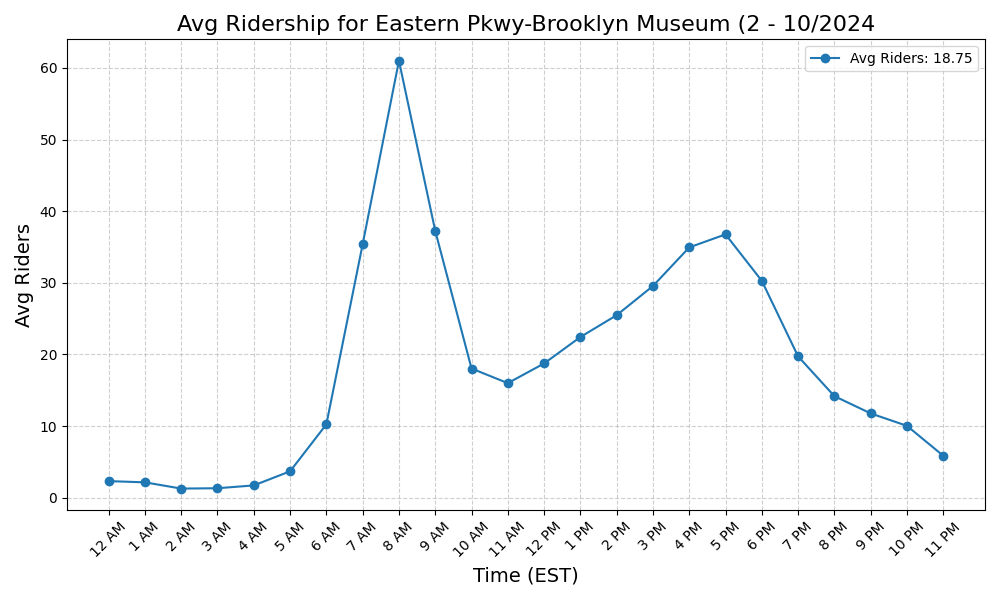 Avg Ridership for Eastern Pkwy-Brooklyn Museum (2 - 10/2024
Avg Riders: 18.75
Avg Riders
60
50
40
30
20
10
0
12 AM
1 AM
2 AM
3 AM
4 AM
5 AM
6 AM
7 AM
8 AM
9 AM
10 AM
11 AM
12 PM
1 PM
2 PM
3 PM
4 PM
5 PM
6 PM
7 PM
8 PM
9 PM
10 PM
11 PM
Time (EST)